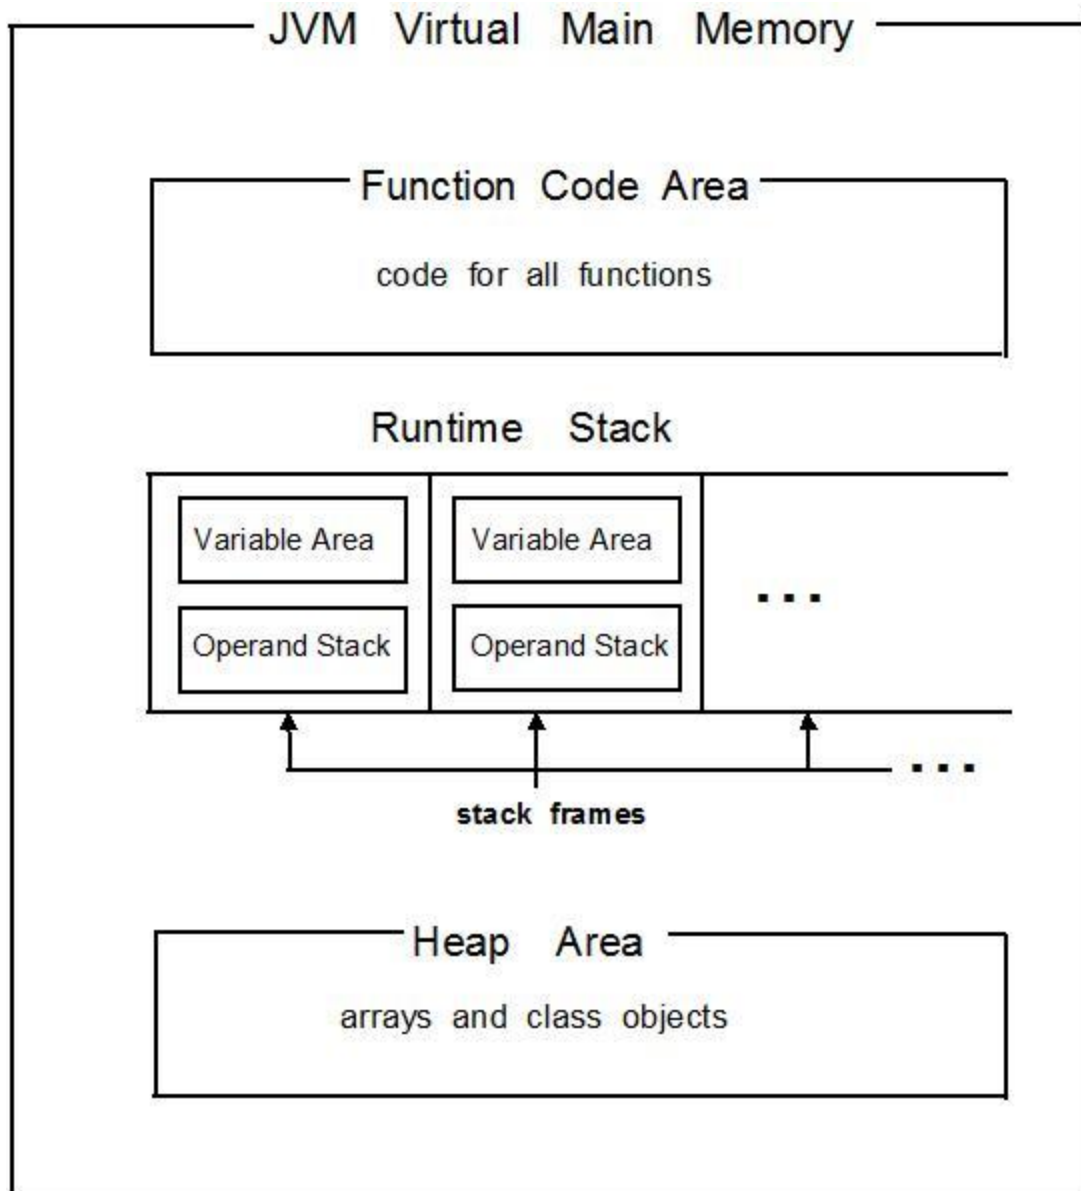 JVM Virtual Main Memory
Function Code Area
code for all functions
Runtime Stack
Variable Area
Variable Area
. . .
Operand Stack
Operand Stack
. . .
stack frames
Heap Area
arrays and class objects